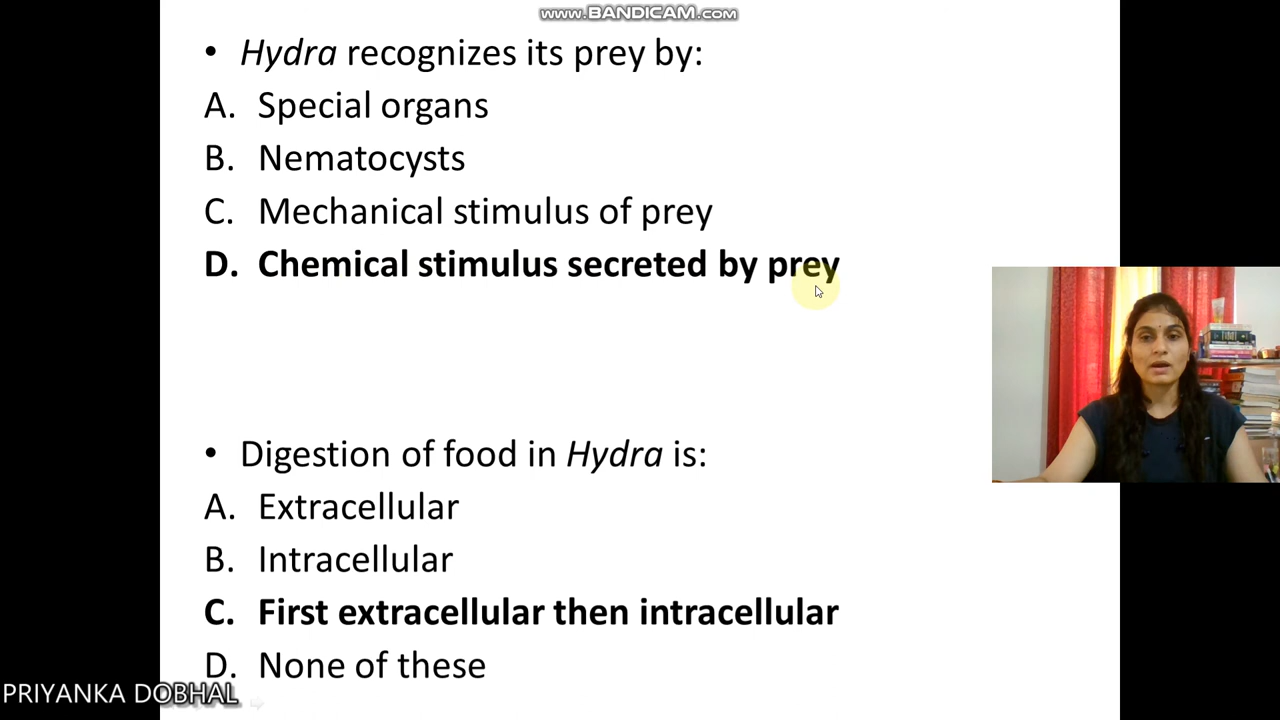 www.BANDICAM.com
• Hydra recognizes its prey by:
A. Special organs
B. Nematocysts
C. Mechanical stimulus of prey
D. Chemical stimulus secreted by prey
• Digestion of food in Hydra is:
A. Extracellular
B. Intracellular
C. First extracellular then intracellular
D. None of these
PRIYANKA DOBHAL